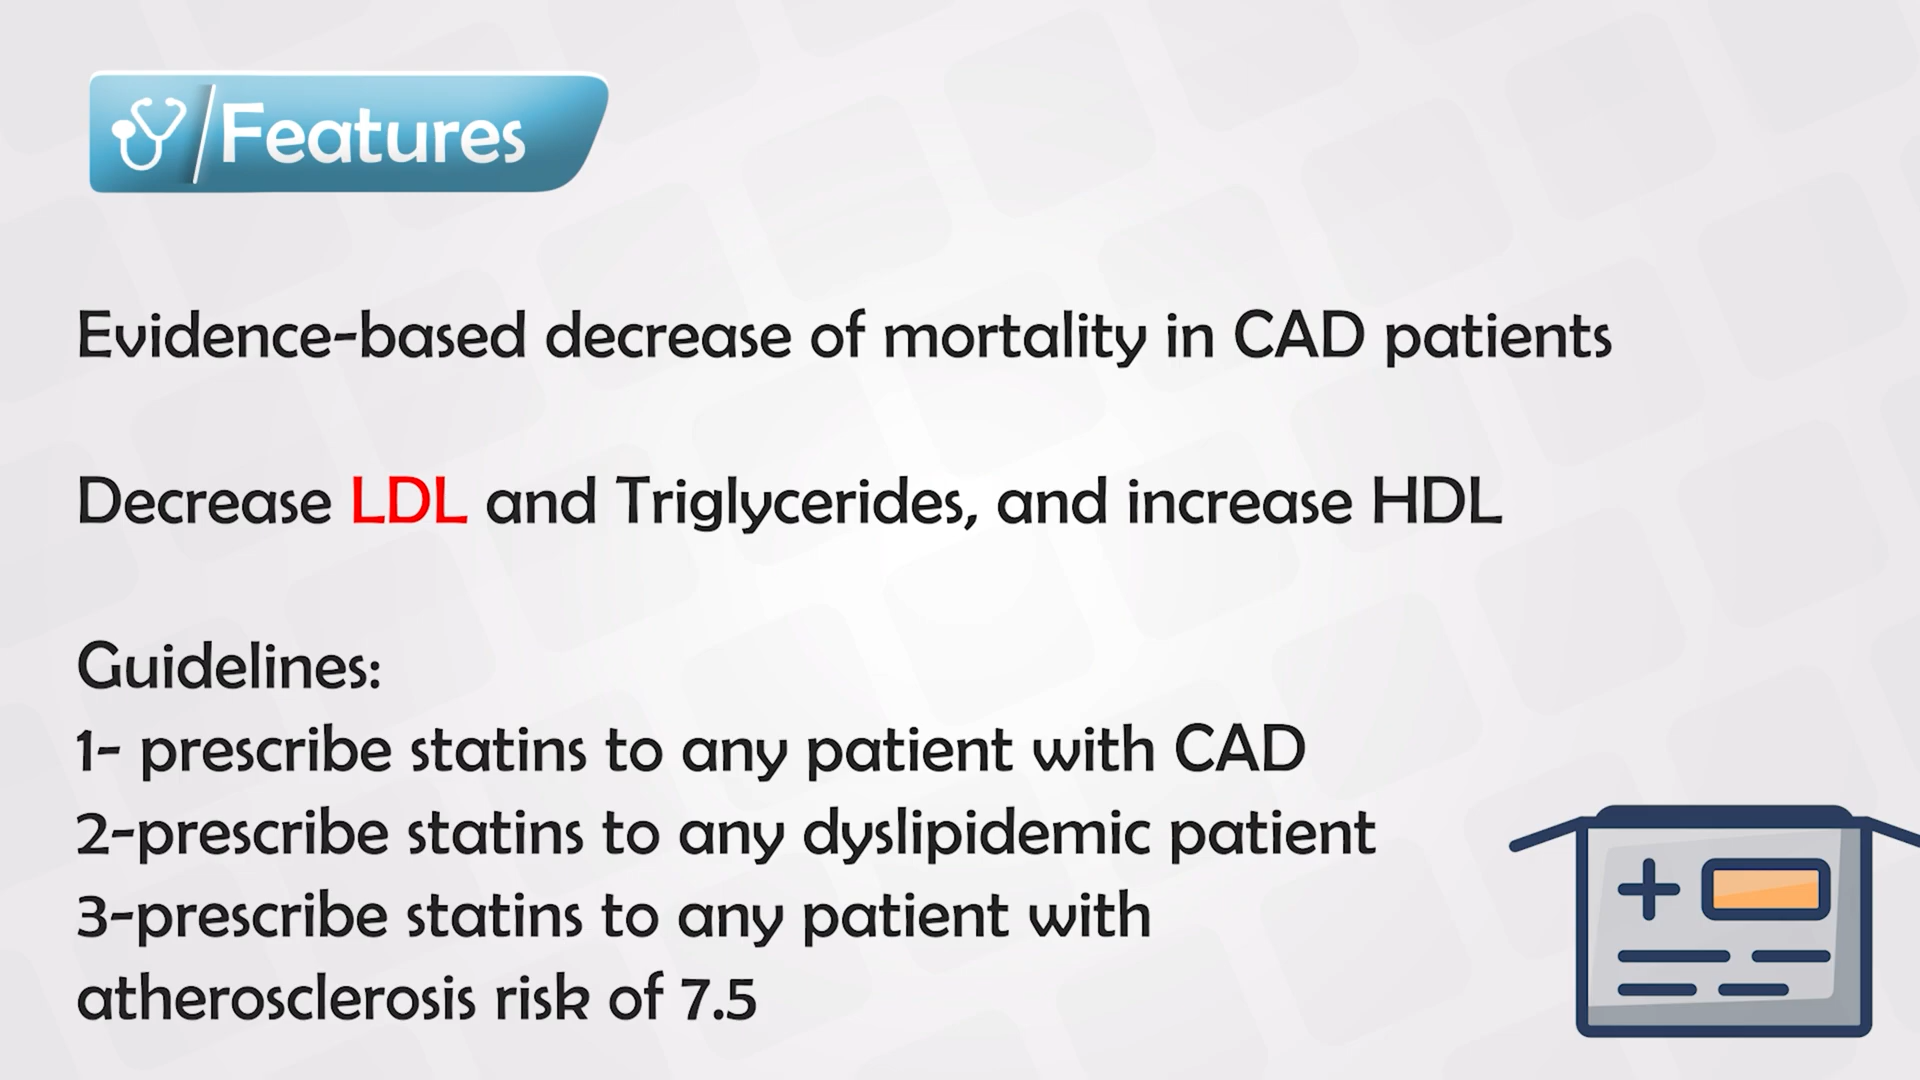 Features
Evidence-based decrease of mortality in CAD patients
Decrease LDL and Triglycerides, and increase HDL
Guidelines:
1- prescribe statins to any patient with CAD
2-prescribe statins to any dyslipidemic patient
3-prescribe statins to any patient with
atherosclerosis risk of 7.5